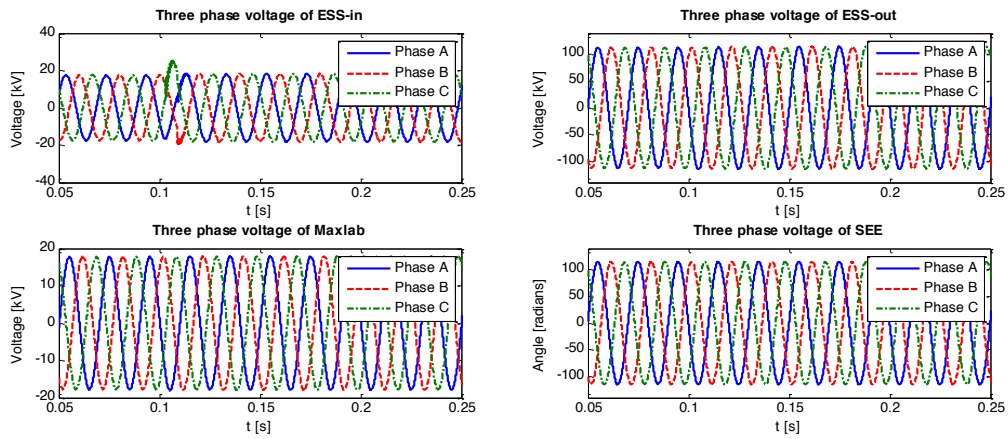 Three phase voltage of ESS-in
Voltage [kV]
40
20
0
-20
-40
0.05
0.1
0.15
0.2
0.25
t [s]
Phase A
Phase B
Phase C
Three phase voltage of ESS-out
Voltage [kV]
100
50
0
-50
-100
0.05
0.1
0.15
0.2
0.25
t [s]
Phase A
Phase B
Phase C
Three phase voltage of Maxlab
Voltage [kV]
20
10
0
-10
-20
0.05
0.1
0.15
0.2
0.25
t [s]
Phase A
Phase B
Phase C
Three phase voltage of SEE
Angle [radians]
100
50
0
-50
-100
0.05
0.1
0.15
0.2
0.25
t [s]
Phase A
Phase B
Phase C